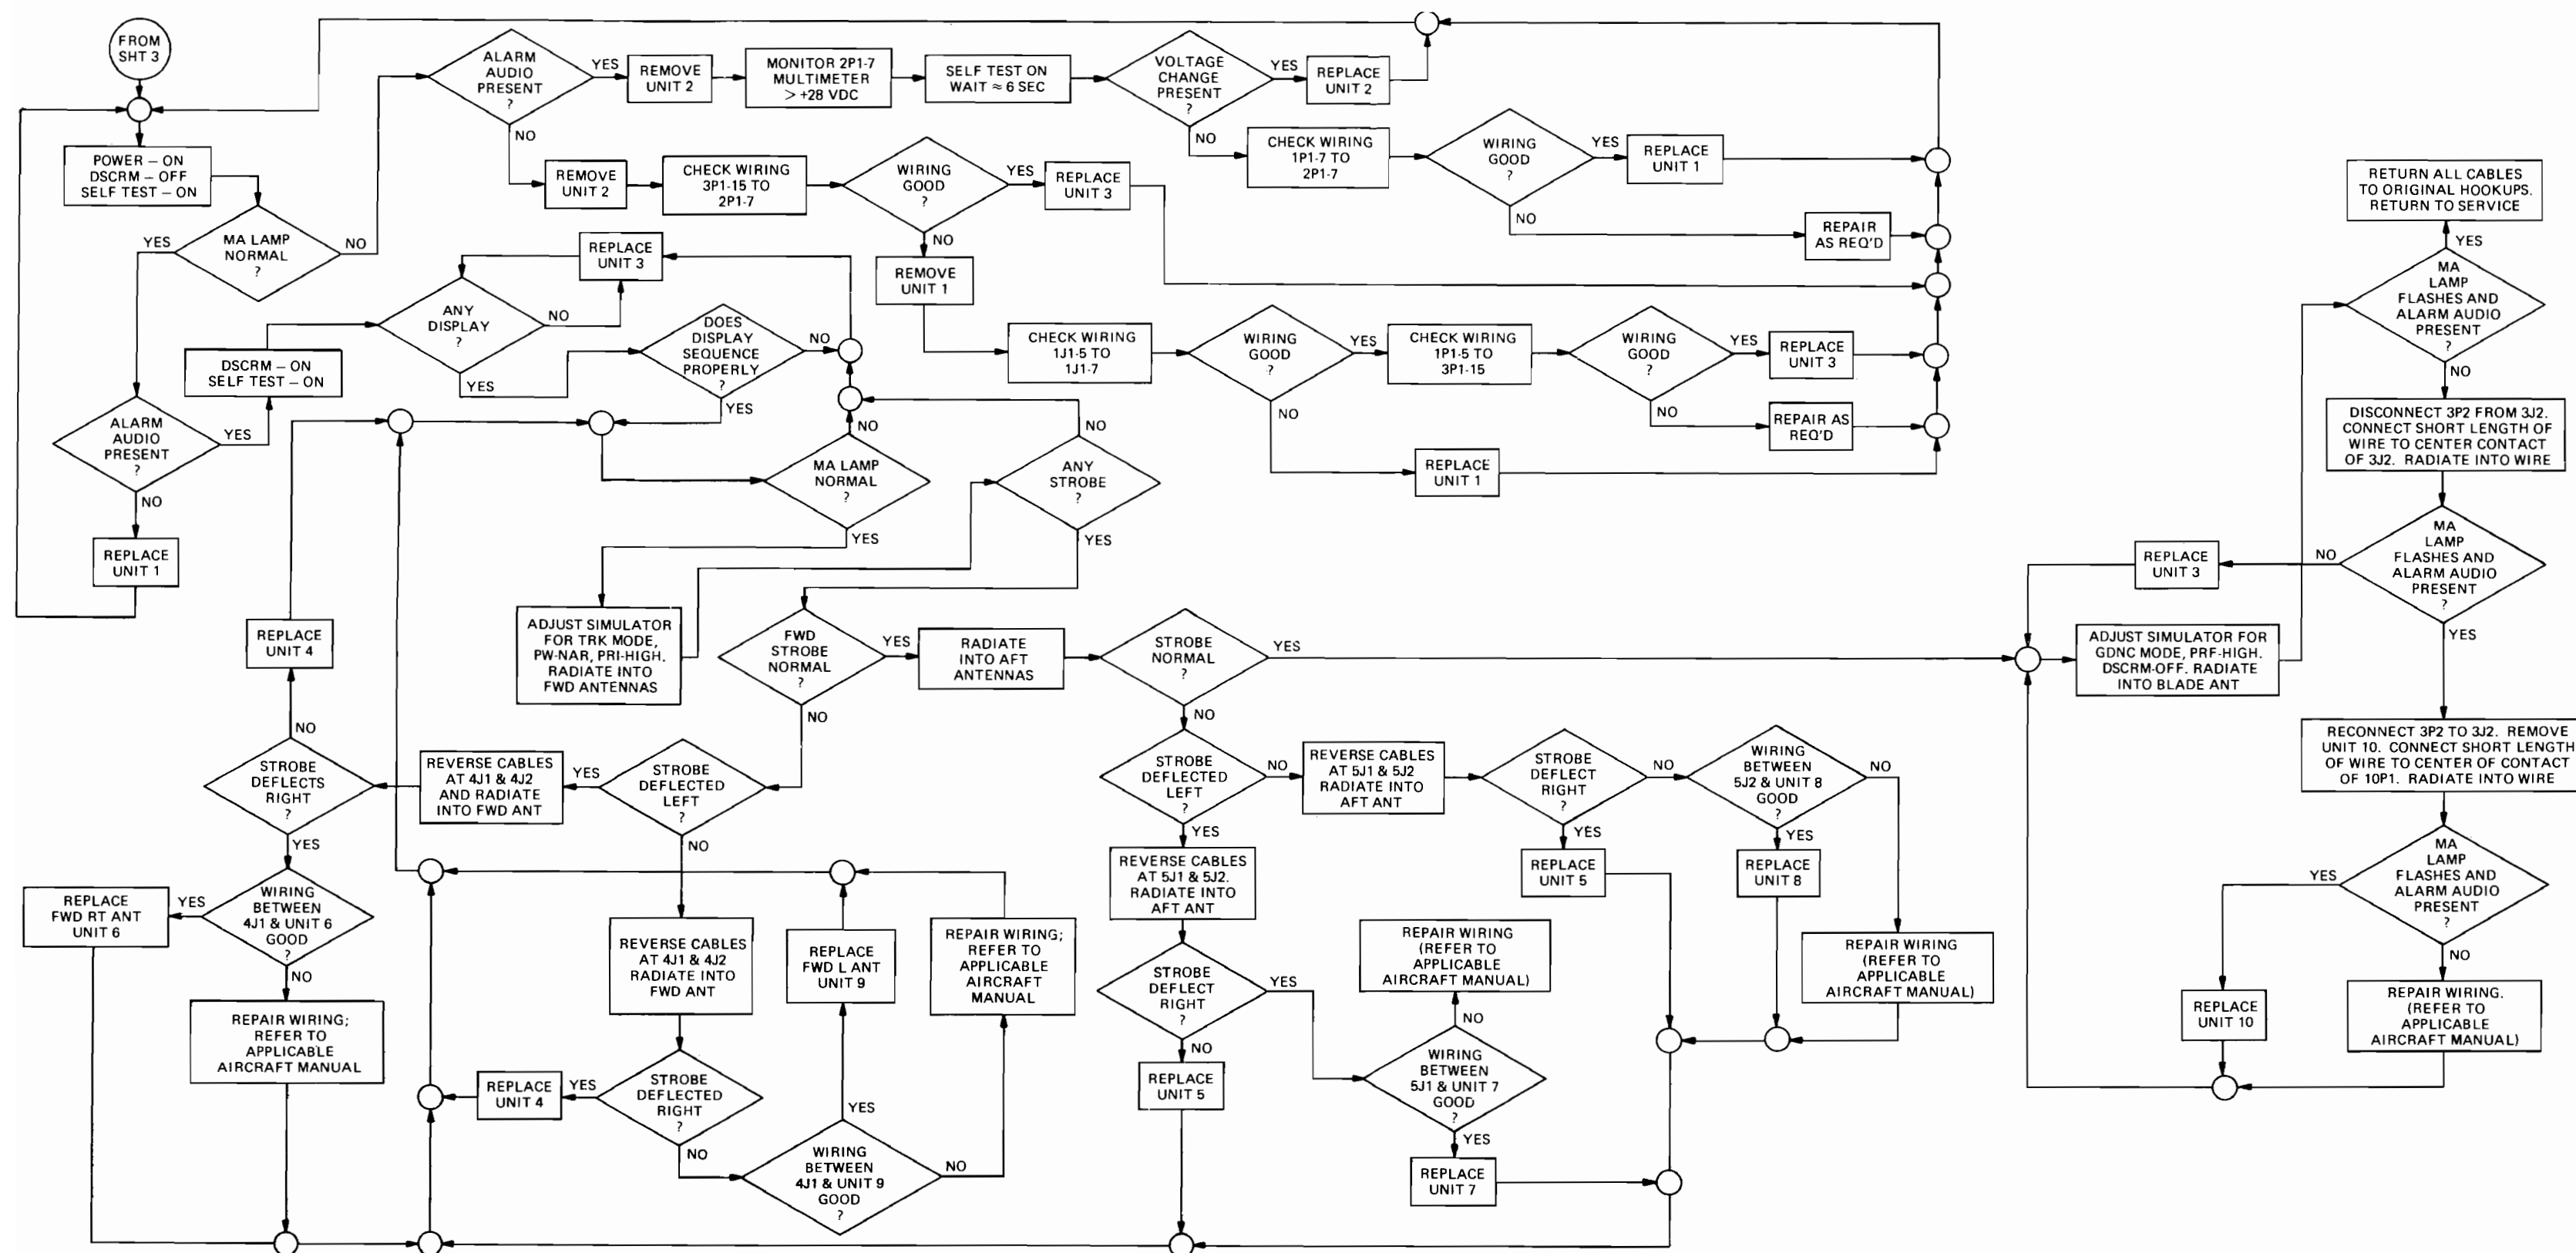 FROM
SHT 3
POWER – ON
DSCRM – OFF
SELF TEST – ON
MA LAMP
NORMAL
?
YES
NO
ALARM
AUDIO
PRESENT
?
YES
NO
REPLACE
UNIT 1
DSCRM – ON
SELF TEST – ON
ALARM
AUDIO
PRESENT
?
YES
NO
REMOVE
UNIT 2
MONITOR 2P1-7
MULTIMETER
> +28 VDC
SELF TEST ON
WAIT ≈ 6 SEC
VOLTAGE
CHANGE
PRESENT
?
YES
NO
REPLACE
UNIT 2
CHECK WIRING
1P1-7 TO
2P1-7
WIRING
GOOD
?
YES
NO
REPLACE
UNIT 1
REPAIR
AS REQ'D
REMOVE
UNIT 2
CHECK WIRING
3P1-15 TO
2P1-7
WIRING
GOOD
?
YES
NO
REPLACE
UNIT 3
REMOVE
UNIT 1
CHECK WIRING
1J1-5 TO
1J1-7
WIRING
GOOD
?
YES
NO
CHECK WIRING
1P1-5 TO
3P1-15
WIRING
GOOD
?
YES
NO
REPLACE
UNIT 3
REPAIR AS
REQ'D
REPLACE
UNIT 1
REPLACE
UNIT 3
ANY
DISPLAY
?
NO
YES
DOES
DISPLAY
SEQUENCE
PROPERLY
?
NO
YES
MA LAMP
NORMAL
?
NO
YES
ANY
STROBE
?
NO
YES
ADJUST SIMULATOR
FOR TRK MODE,
PW-NAR, PRI-HIGH.
RADIATE INTO
FWD ANTENNAS
FWD
STROBE
NORMAL
?
YES
NO
RADIATE
INTO AFT
ANTENNAS
STROBE
NORMAL
?
YES
NO
REPLACE
UNIT 4
NO
STROBE
DEFLECTS
RIGHT
?
YES
REVERSE CABLES
AT 4J1 & 4J2
AND RADIATE
INTO FWD ANT
YES
STROBE
DEFLECTED
LEFT
?
NO
REPLACE
FWD RT ANT
UNIT 6
YES
WIRING
BETWEEN
4J1 & UNIT 6
GOOD
?
NO
REPAIR WIRING;
REFER TO
APPLICABLE
AIRCRAFT MANUAL
REVERSE CABLES
AT 4J1 & 4J2
RADIATE INTO
FWD ANT
REPLACE
UNIT 4
YES
STROBE
DEFLECTED
RIGHT
?
NO
WIRING
BETWEEN
4J1 & UNIT 9
GOOD
?
YES
NO
REPLACE
FWD L ANT
UNIT 9
REPAIR WIRING;
REFER TO
APPLICABLE
AIRCRAFT
MANUAL
STROBE
DEFLECTED
LEFT
?
NO
YES
REVERSE CABLES
AT 5J1 & 5J2
RADIATE INTO
AFT ANT
STROBE
DEFLECT
RIGHT
?
NO
YES
REPLACE
UNIT 5
WIRING
BETWEEN
5J2 & UNIT 8
GOOD
?
NO
YES
REPLACE
UNIT 8
REPAIR WIRING
(REFER TO
APPLICABLE
AIRCRAFT MANUAL)
REVERSE CABLES
AT 5J1 & 5J2.
RADIATE INTO
AFT ANT
STROBE
DEFLECT
RIGHT
?
YES
NO
REPLACE
UNIT 5
REPAIR WIRING
(REFER TO
APPLICABLE
AIRCRAFT MANUAL)
NO
WIRING
BETWEEN
5J1 & UNIT 7
GOOD
?
YES
REPLACE
UNIT 7
RETURN ALL CABLES
TO ORIGINAL HOOKUPS.
RETURN TO SERVICE
YES
MA
LAMP
FLASHES AND
ALARM AUDIO
PRESENT
?
NO
DISCONNECT 3P2 FROM 3J2.
CONNECT SHORT LENGTH OF
WIRE TO CENTER CONTACT
OF 3J2. RADIATE INTO WIRE
MA
LAMP
FLASHES AND
ALARM AUDIO
PRESENT
?
NO
YES
REPLACE
UNIT 3
ADJUST SIMULATOR FOR
GDNC MODE, PRF-HIGH.
DSCRM-OFF. RADIATE
INTO BLADE ANT
RECONNECT 3P2 TO 3J2. REMOVE
UNIT 10. CONNECT SHORT LENGTH
OF WIRE TO CENTER OF CONTACT
OF 10P1. RADIATE INTO WIRE
MA
LAMP
FLASHES AND
ALARM AUDIO
PRESENT
?
YES
NO
REPLACE
UNIT 10
REPAIR WIRING.
(REFER TO
APPLICABLE
AIRCRAFT MANUAL)